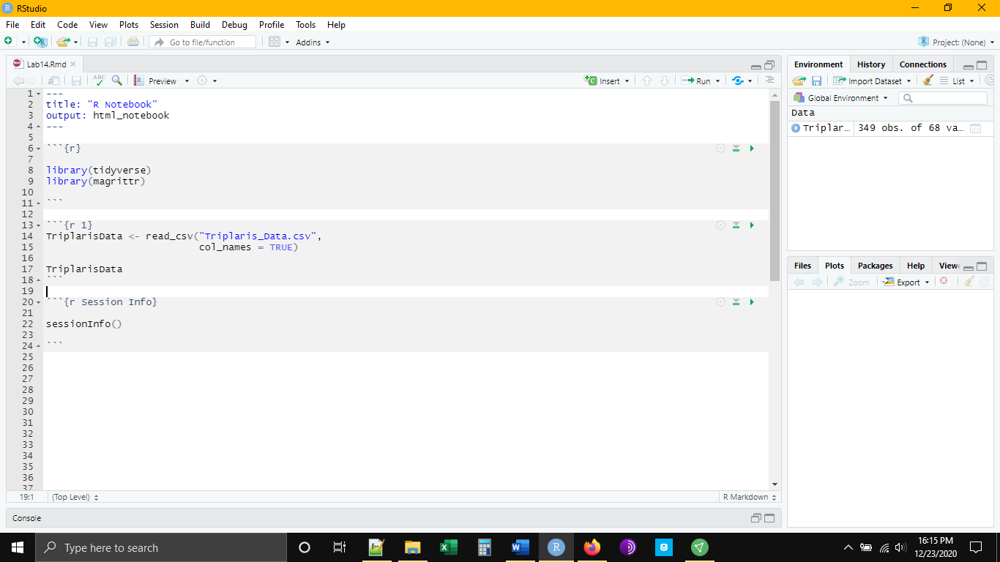 RStudio
File Edit Code View Plots Session Build Debug Profile Tools Help
Go to file/function Addins Project: (None)
Lab14.Rmd
ABC Preview Insert Run
1 ---
2 title: "R Notebook"
3 output: html_notebook
4 ---
5
6 ```{r}
7
8 library(tidyverse)
9 library(magrittr)
10
11 ```
12
13 ```{r 1}
14 TriplarisData <- read_csv("Triplaris_Data.csv",
15 col_names = TRUE)
16
17 TriplarisData
18 ```
19
20 ```{r Session Info}
21
22 sessionInfo()
23
24 ```
25
26
27
28
29
30
31
32
33
34
35
36
37
19:1 (Top Level) R Markdown
Console
Environment History Connections
Import Dataset List
Global Environment
Data
Triplar... 349 obs. of 68 va...
Files Plots Packages Help View
Zoom Export
Type here to search
16:15 PM
12/23/2020